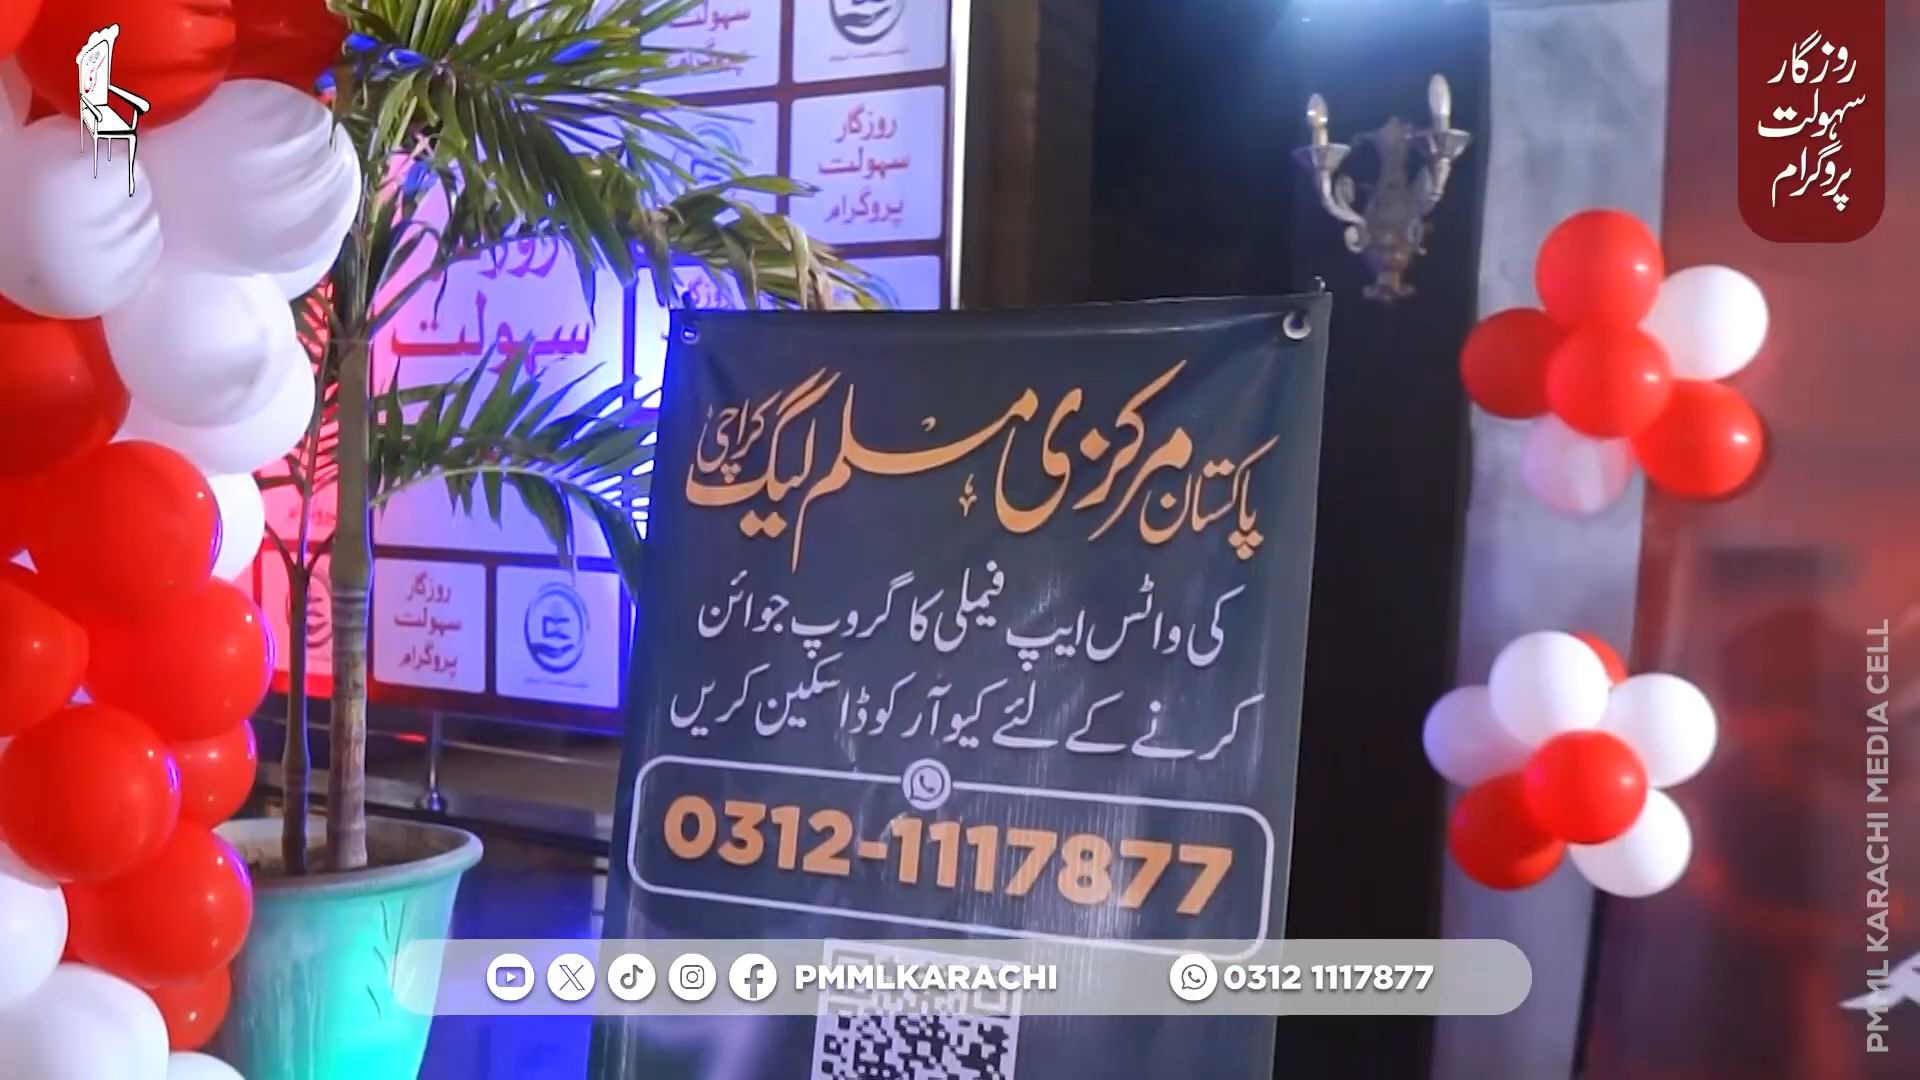 روزگار
سہولت
پروگرام
سہولت
روزگار
سہولت
پروگرام
سہولت
روزگار
سہولت
پروگرام
پاکستان مرکزی مسلم لیگ کراچی
کی واٹس ایپ فیملی کا گروپ جوائن
کرنے کے لئے کیو آر کوڈ اسکین کریں
0312-1117877
PMMLKARACHI
0312 1117877
PMML KARACHI MEDIA CELL